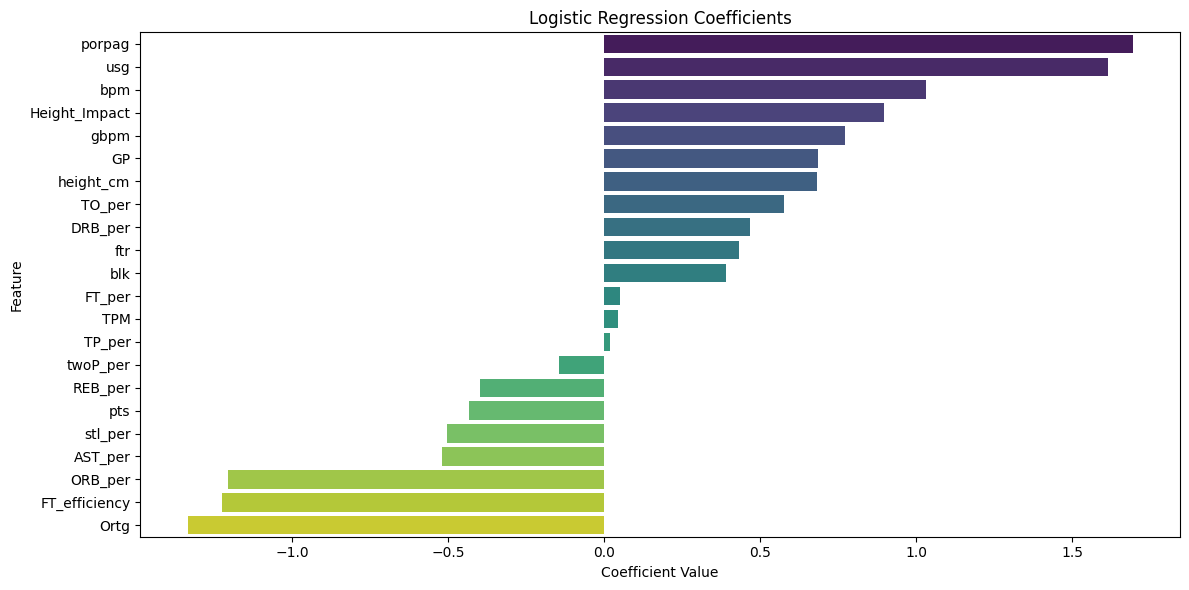 Logistic Regression Coefficients
porpag
usg
bpm
Height_Impact
gbpm
GP
height_cm
TO_per
DRB_per
ftr
blk
FT_per
TPM
TP_per
twoP_per
REB_per
pts
stl_per
AST_per
ORB_per
FT_efficiency
Ortg
Feature
−1.0
−0.5
0.0
0.5
1.0
1.5
Coefficient Value